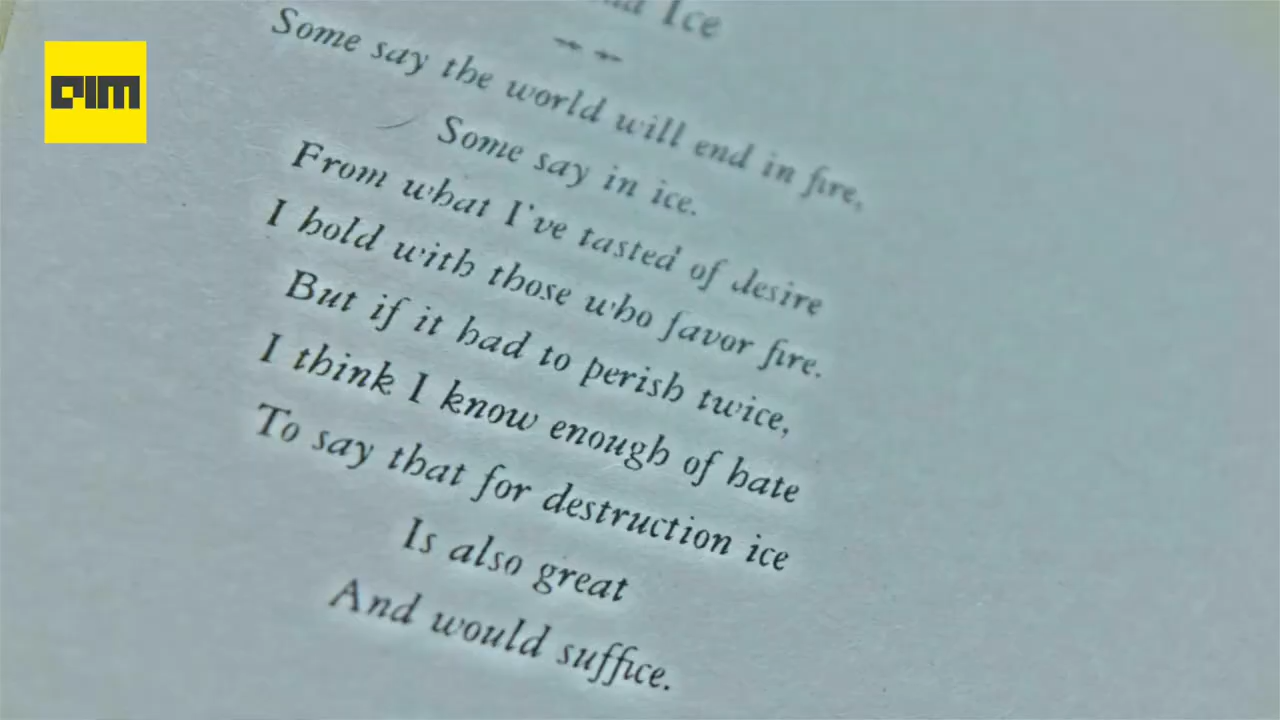 AIM
Ice
Some say the world will end in fire,
Some say in ice.
From what I've tasted of desire
I hold with those who favor fire.
But if it had to perish twice,
I think I know enough of hate
To say that for destruction ice
Is also great
And would suffice.